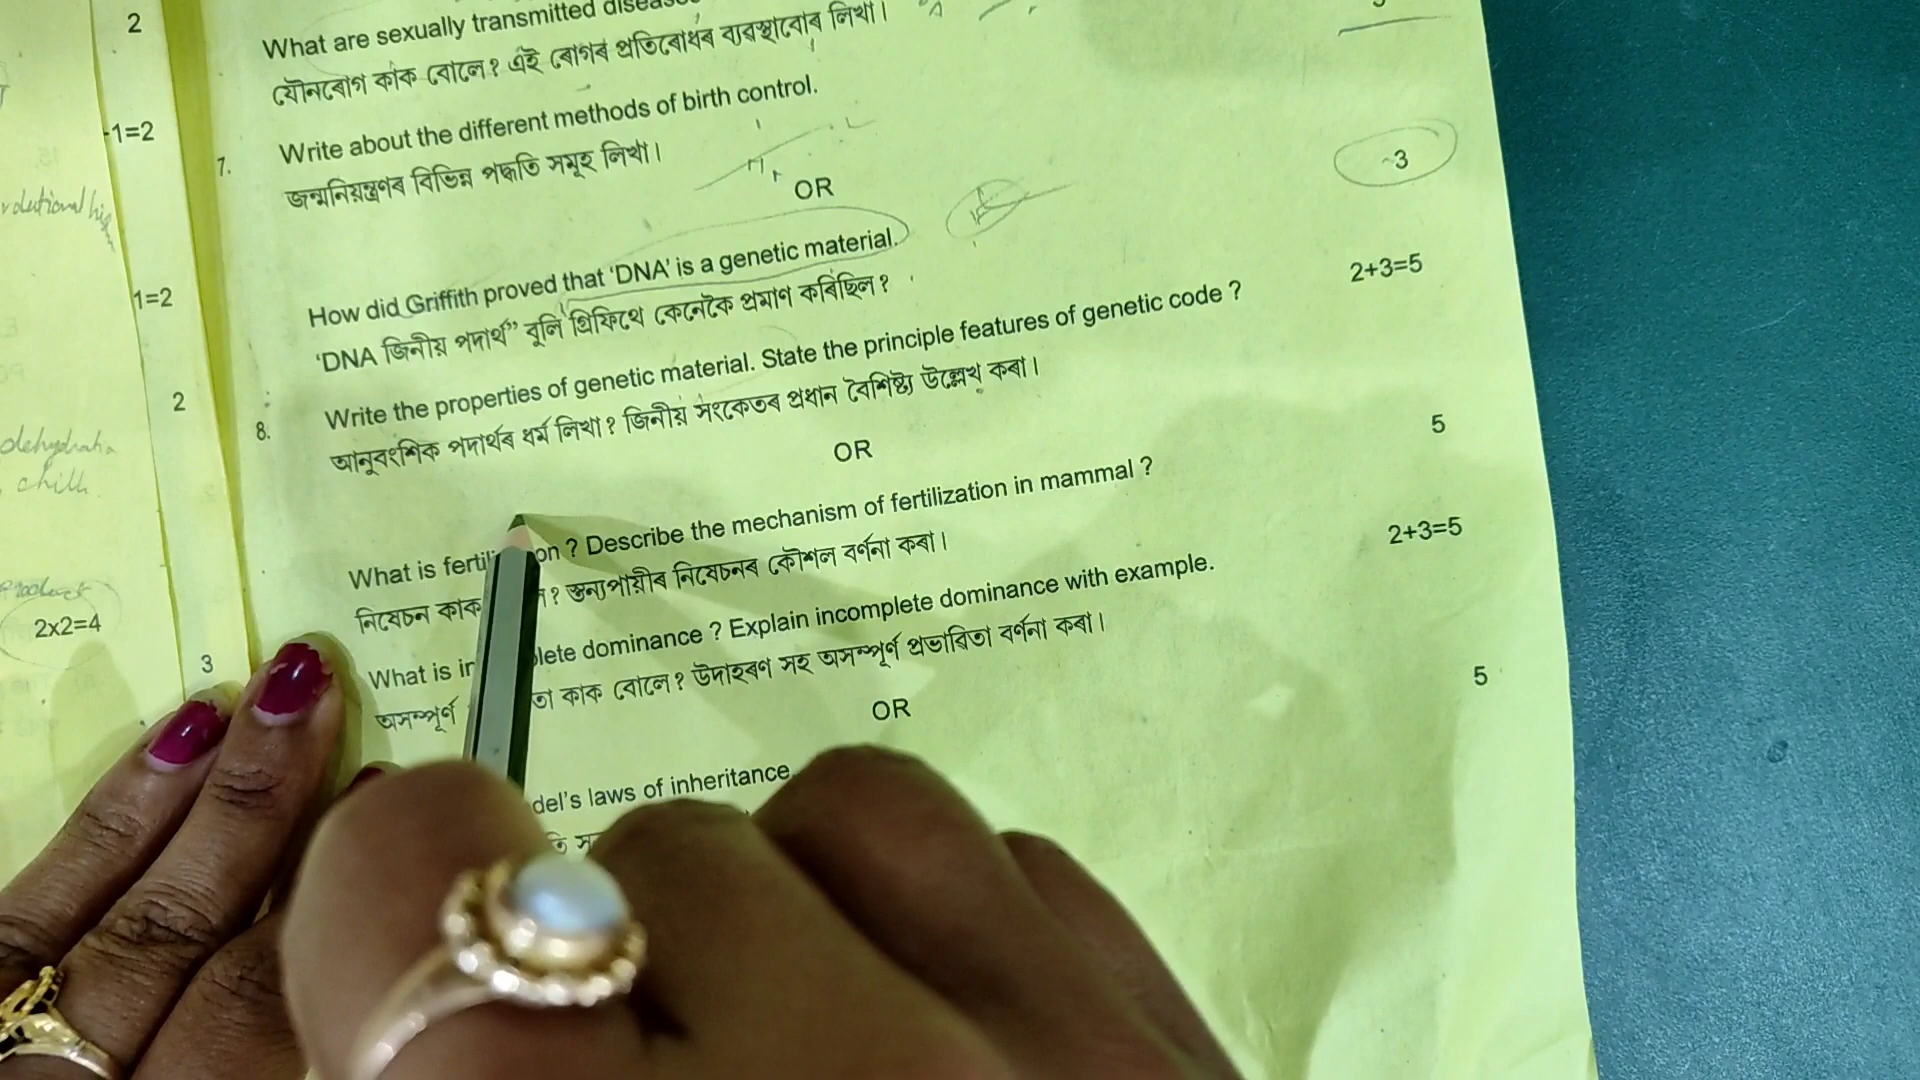 2
What are sexually transmitted
যৌনৰোগ কাক বোলে? এই ৰোগৰ প্ৰতিৰোধৰ ব্যৱস্থাবোৰ লিখা।
-1=2
7. Write about the different methods of birth control.
জন্মনিয়ন্ত্ৰণৰ বিভিন্ন পদ্ধতি সমূহ লিখা।
OR
3
1=2
How did Griffith proved that ‘DNA’ is a genetic material.
‘DNA জিনীয় পদাৰ্থ” বুলি গ্ৰিফিথে কেনেকৈ প্ৰমাণ কৰিছিল?
2+3=5
2
8. Write the properties of genetic material. State the principle features of genetic code ?
আনুবংশিক পদাৰ্থৰ ধৰ্ম লিখা? জিনীয় সংকেতৰ প্ৰধান বৈশিষ্ট্য উল্লেখ কৰা।
OR
5
dehydratia
chill
What is fertili on ? Describe the mechanism of fertilization in mammal ?
নিষেচন কাক ? স্তন্যপায়ীৰ নিষেচনৰ কৌশল বৰ্ণনা কৰা।
2+3=5
2x2=4
3
What is in lete dominance ? Explain incomplete dominance with example.
অসম্পূৰ্ণ তা কাক বোলে? উদাহৰণ সহ অসম্পূৰ্ণ প্ৰভাৱিতা বৰ্ণনা কৰা।
OR
5
del’s laws of inheritance